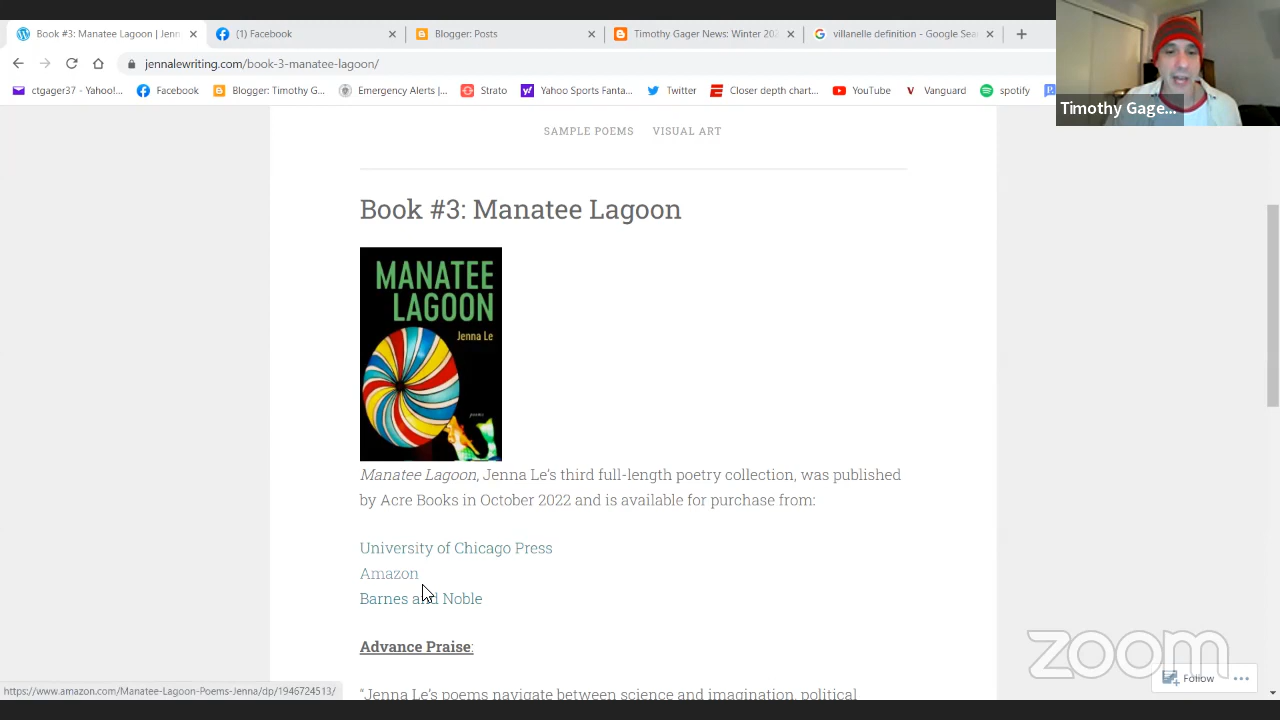 Book #3: Manatee Lagoon | Jenn
(1) Facebook
Blogger: Posts
Timothy Gager News: Winter 202
villanelle definition - Google Sea
jennalewriting.com/book-3-manatee-lagoon/
ctgager37 - Yahoo!...
Facebook
Blogger: Timothy G...
Emergency Alerts |...
Strato
Yahoo Sports Fanta...
Twitter
Closer depth chart...
YouTube
Vanguard
spotify
Timothy Gage...
SAMPLE POEMS VISUAL ART
Book #3: Manatee Lagoon
MANATEE
LAGOON
Jenna Le
poems
Manatee Lagoon, Jenna Le's third full-length poetry collection, was published
by Acre Books in October 2022 and is available for purchase from:
University of Chicago Press
Amazon
Barnes and Noble
Advance Praise:
"Jenna Le's poems navigate between science and imagination, political
https://www.amazon.com/Manatee-Lagoon-Poems-Jenna/dp/1946724513/
zoom
Follow